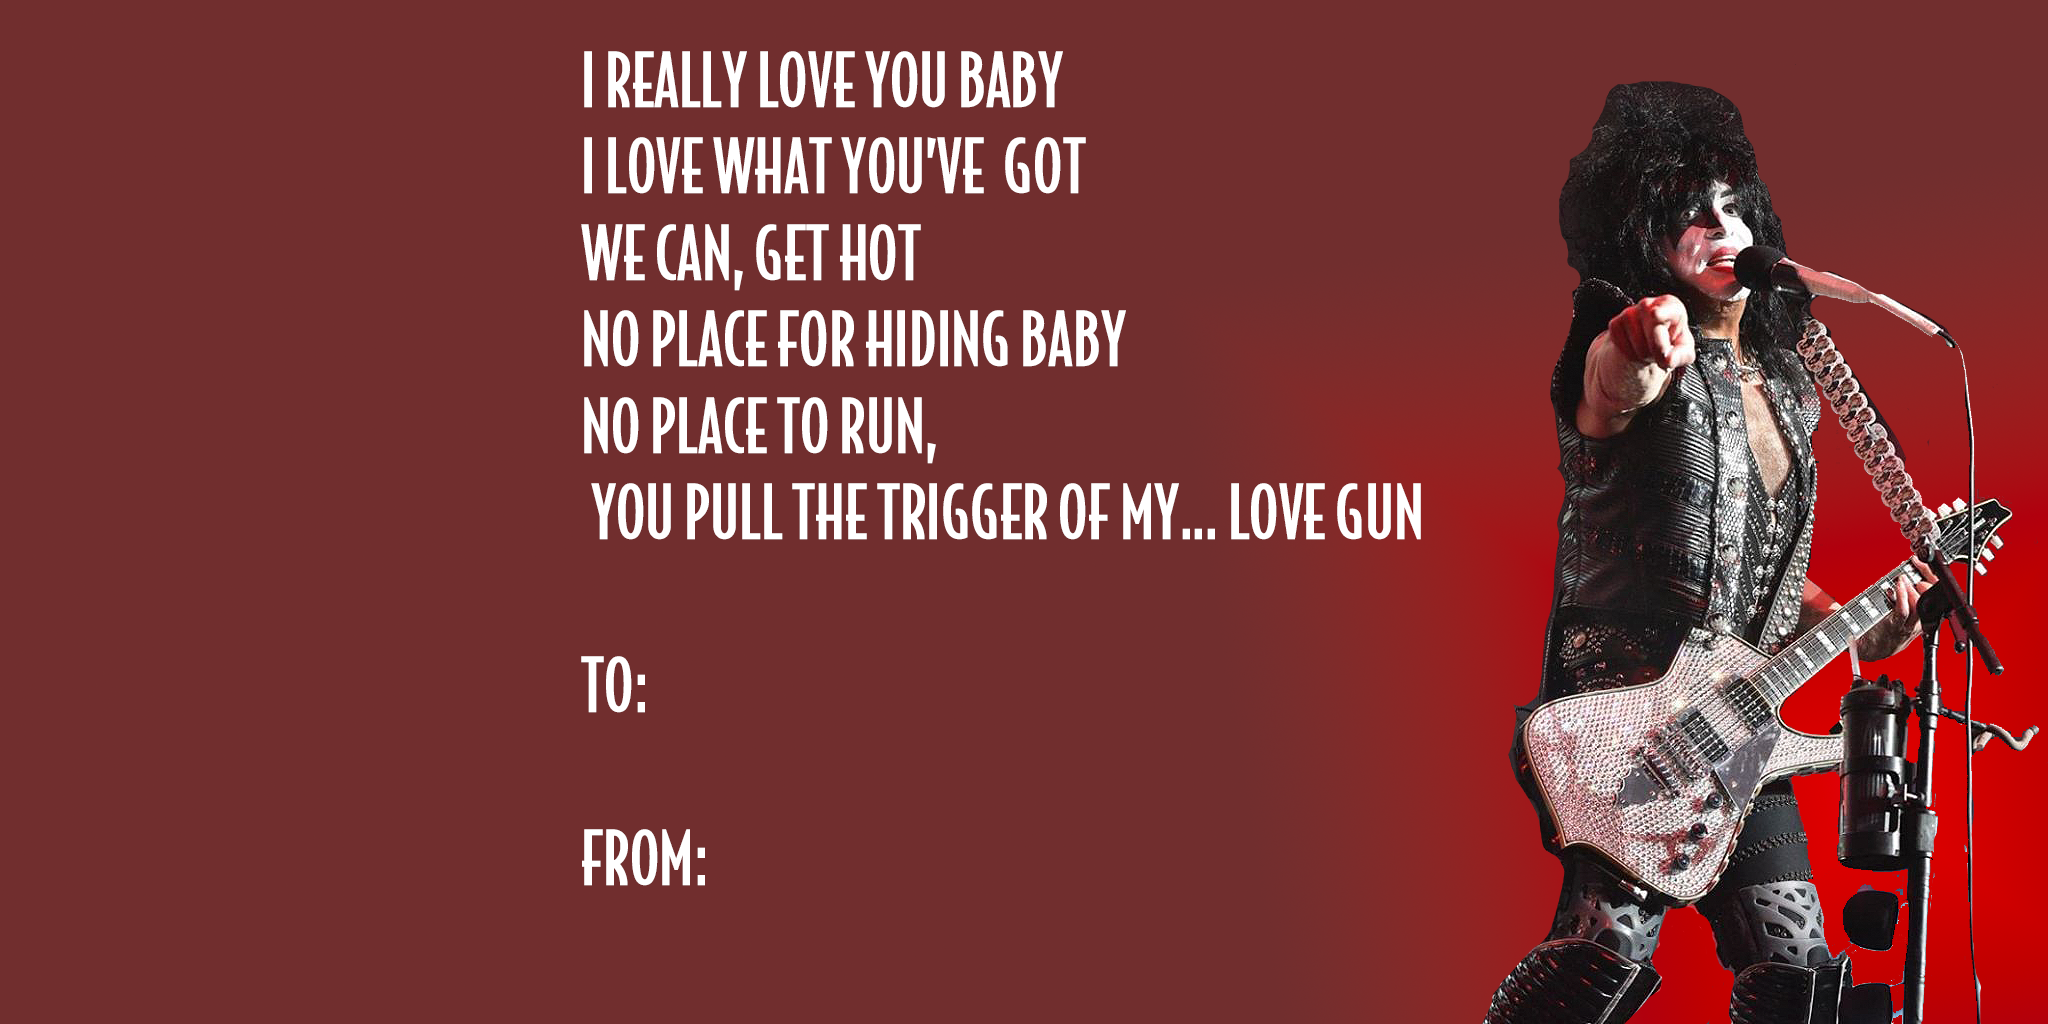 I REALLY LOVE YOU BABY
I LOVE WHAT YOU'VE  GOT
WE CAN, GET HOT
NO PLACE FOR HIDING BABY
NO PLACE TO RUN,
YOU PULL THE TRIGGER OF MY... LOVE GUN
TO:
FROM: